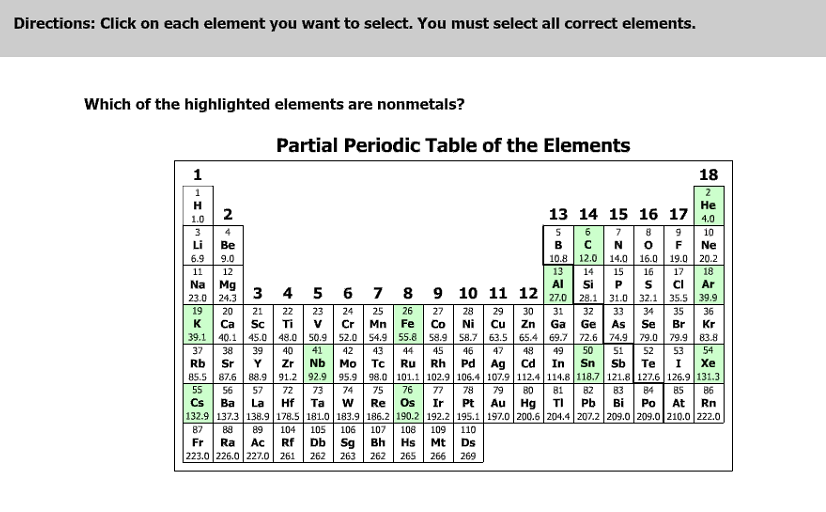 Directions: Click on each element you want to select. You must select all correct elements.
Which of the highlighted elements are nonmetals?
Partial Periodic Table of the Elements
1 18
1 2
H He
1.0 2 13 14 15 16 17 4.0
3 4 5 6 7 8 9 10
Li Be B C N O F Ne
6.9 9.0 10.8 12.0 14.0 16.0 19.0 20.2
11 12 13 14 15 16 17 18
Na Mg Al Si P S Cl Ar
23.0 24.3 3 4 5 6 7 8 9 10 11 12 27.0 28.1 31.0 32.1 35.5 39.9
19 20 21 22 23 24 25 26 27 28 29 30 31 32 33 34 35 36
K Ca Sc Ti V Cr Mn Fe Co Ni Cu Zn Ga Ge As Se Br Kr
39.1 40.1 45.0 48.0 50.9 52.0 54.9 55.8 58.9 58.7 63.5 65.4 69.7 72.6 74.9 79.0 79.9 83.8
37 38 39 40 41 42 43 44 45 46 47 48 49 50 51 52 53 54
Rb Sr Y Zr Nb Mo Tc Ru Rh Pd Ag Cd In Sn Sb Te I Xe
85.5 87.6 88.9 91.2 92.9 95.9 98.0 101.1 102.9 106.4 107.9 112.4 114.8 118.7 121.8 127.6 126.9 131.3
55 56 57 72 73 74 75 76 77 78 79 80 81 82 83 84 85 86
Cs Ba La Hf Ta W Re Os Ir Pt Au Hg Tl Pb Bi Po At Rn
132.9 137.3 138.9 178.5 181.0 183.9 186.2 190.2 192.2 195.1 197.0 200.6 204.4 207.2 209.0 209.0 210.0 222.0
87 88 89 104 105 106 107 108 109 110
Fr Ra Ac Rf Db Sg Bh Hs Mt Ds
223.0 226.0 227.0 261 262 263 262 265 266 269